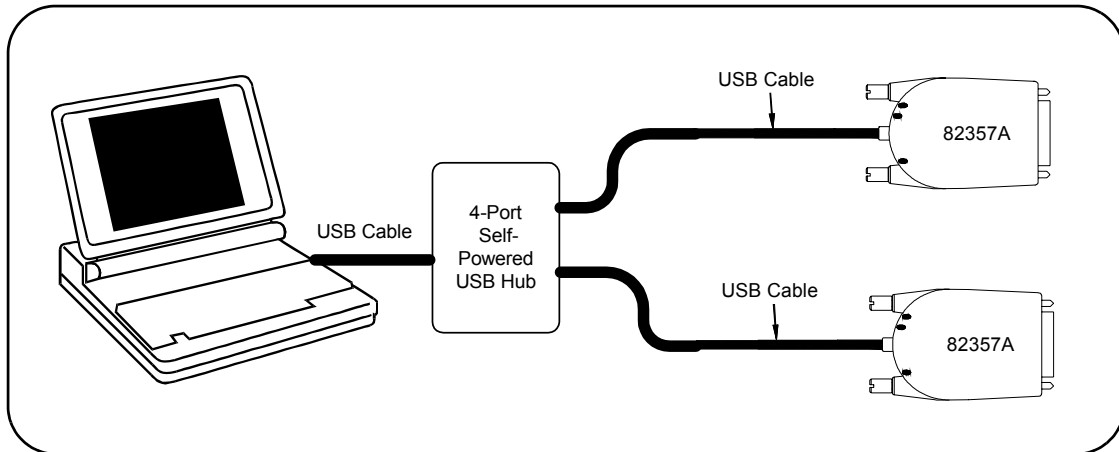 USB Cable
82357A
4-Port
Self-
Powered
USB Hub
USB Cable
USB Cable
82357A